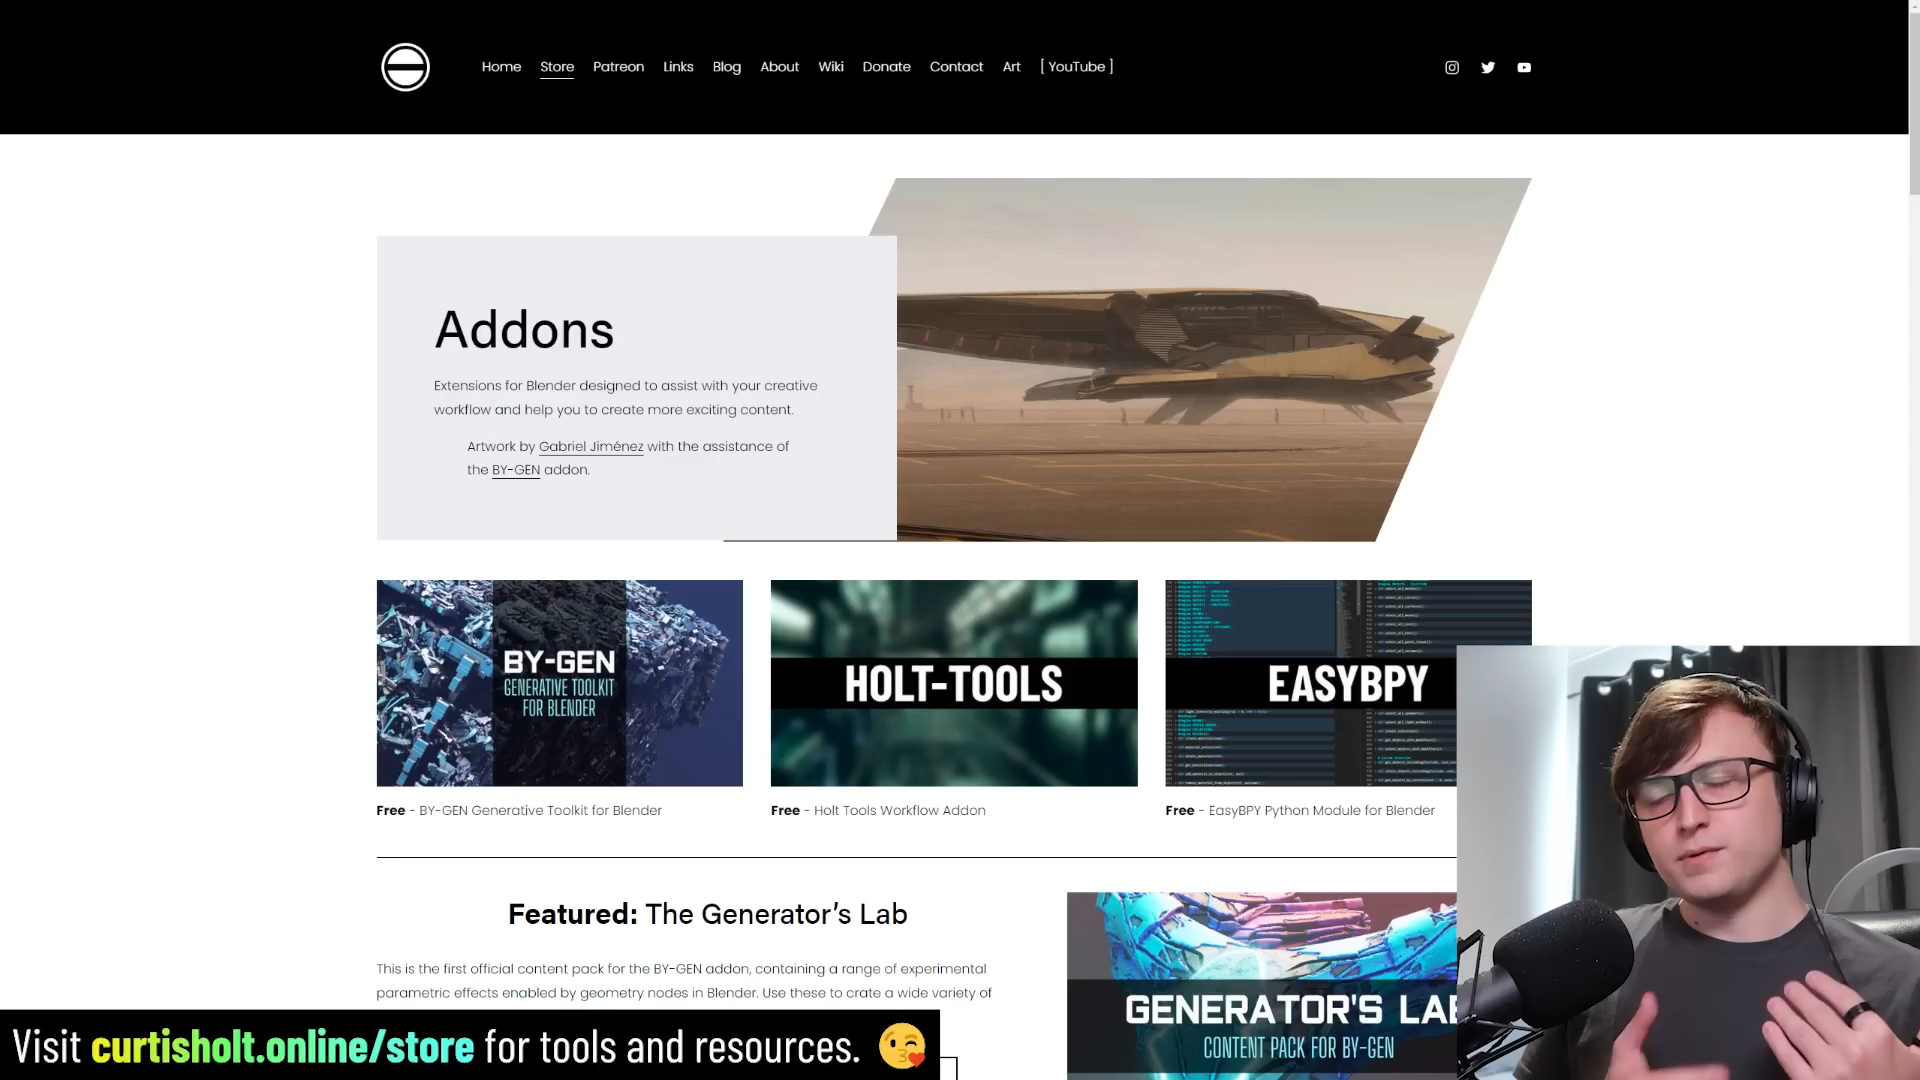 Home Store Patreon Links Blog About Wiki Donate Contact Art [ YouTube ]
Addons
Extensions for Blender designed to assist with your creative
workflow and help you to create more exciting content.
Artwork by Gabriel Jiménez with the assistance of
the BY-GEN addon.
BY-GEN
GENERATIVE TOOLKIT
FOR BLENDER
HOLT-TOOLS
EASYBPY
Free - BY-GEN Generative Toolkit for Blender
Free - Holt Tools Workflow Addon
Free - EasyBPY Python Module for Blender
Featured: The Generator's Lab
This is the first official content pack for the BY-GEN addon, containing a range of experimental
parametric effects enabled by geometry nodes in Blender. Use these to crate a wide variety of
GENERATOR'S LAB
CONTENT PACK FOR BY-GEN
Visit curtisholt.online/store for tools and resources.